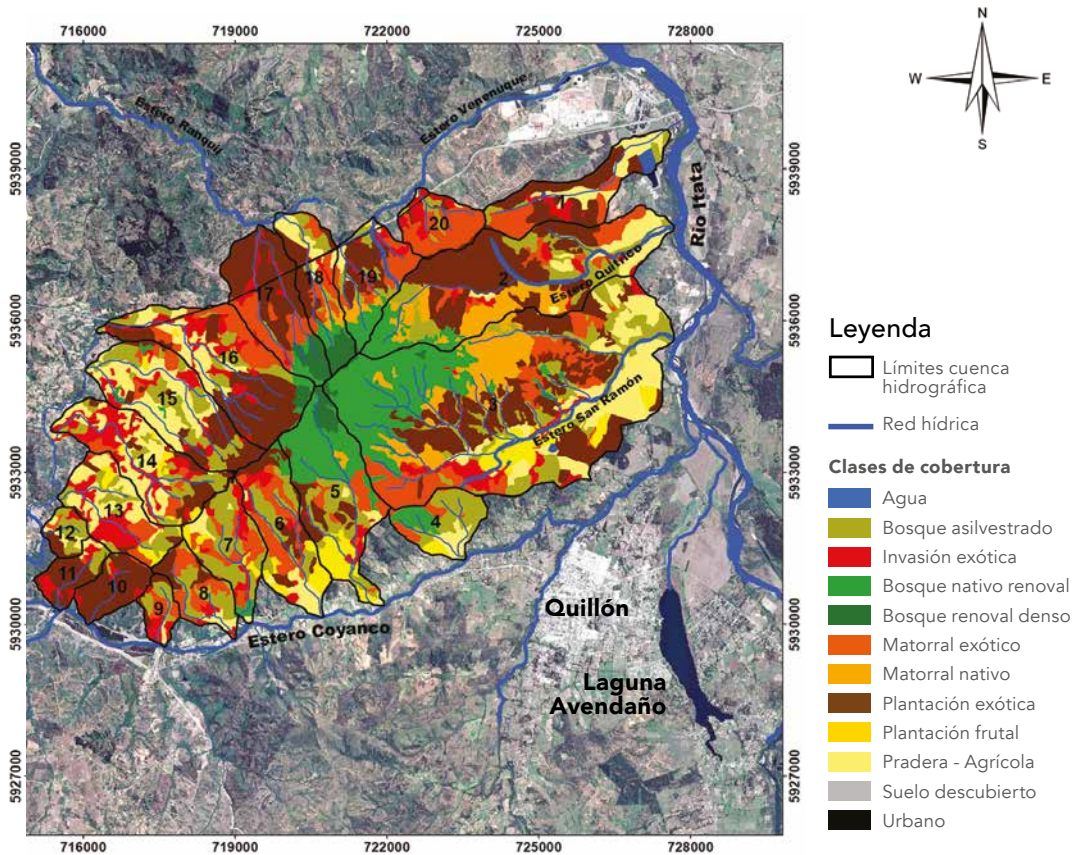 716000 719000 722000 725000 728000
N
W E
S
5939000
5936000
5933000
5930000
5927000
5939000
5936000
5933000
5930000
5927000
Estero Ranquil
Estero Venenuque
Río Itata
Estero Quitrico
Estero San Ramón
Estero Coyanco
Quillón
Laguna
Avendaño
1
2
3
4
5
6
7
8
9
10
11
12
13
14
15
16
17
18
19
20
716000 719000 722000 725000 728000
Leyenda
Límites cuenca
hidrográfica
Red hídrica
Clases de cobertura
Agua
Bosque asilvestrado
Invasión exótica
Bosque nativo renoval
Bosque renoval denso
Matorral exótico
Matorral nativo
Plantación exótica
Plantación frutal
Pradera - Agrícola
Suelo descubierto
Urbano